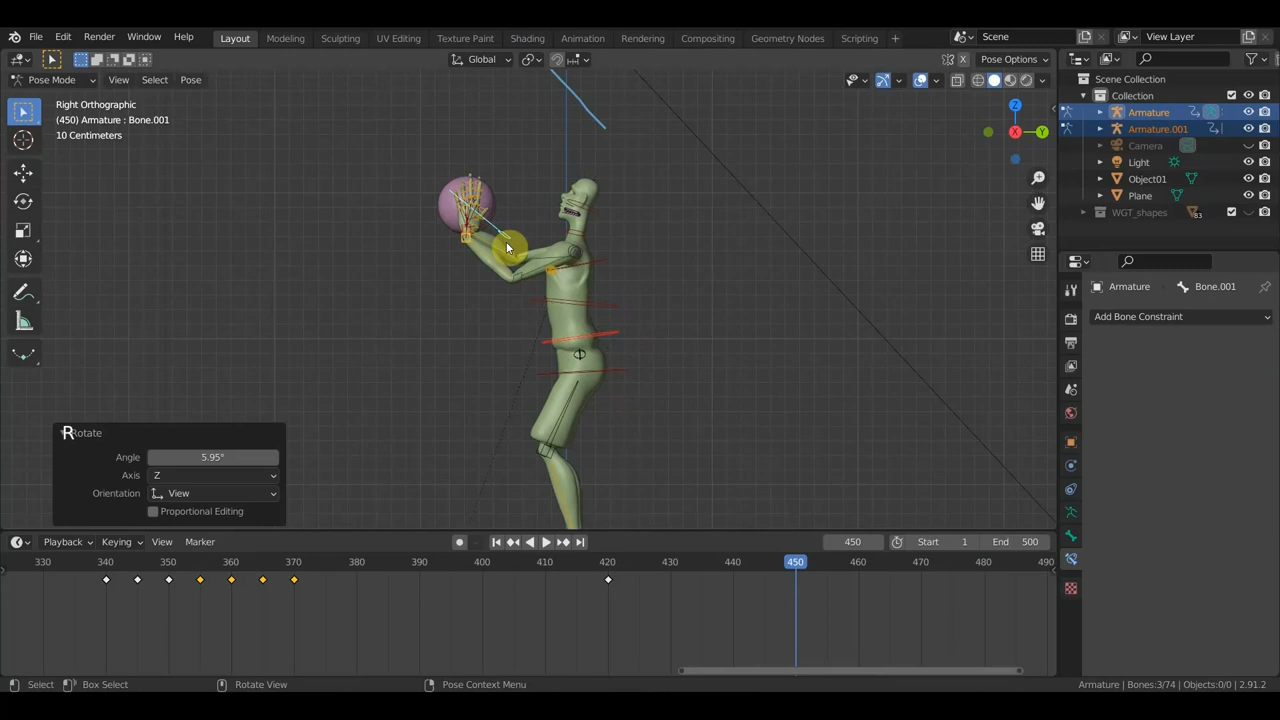 File Edit Render Window Help Layout Modeling Sculpting UV Editing Texture Paint Shading Animation Rendering Compositing Geometry Nodes Scripting + Scene View Layer
Global Pose Options
Pose Mode View Select Pose
Right Orthographic
(450) Armature : Bone.001
10 Centimeters
Z
X
Y
Scene Collection
Collection
Armature
Armature.001
Camera
Light
Object01
Plane
WGT_shapes 83
Armature Bone.001
Add Bone Constraint
R Rotate
Angle 5.95°
Axis Z
Orientation View
Proportional Editing
Playback Keying View Marker 450 Start 1 End 500
330 340 350 360 370 380 390 400 410 420 430 440 450 460 470 480 490
Select Box Select Rotate View Pose Context Menu Armature | Bones:3/74 | Objects:0/0 | 2.91.2